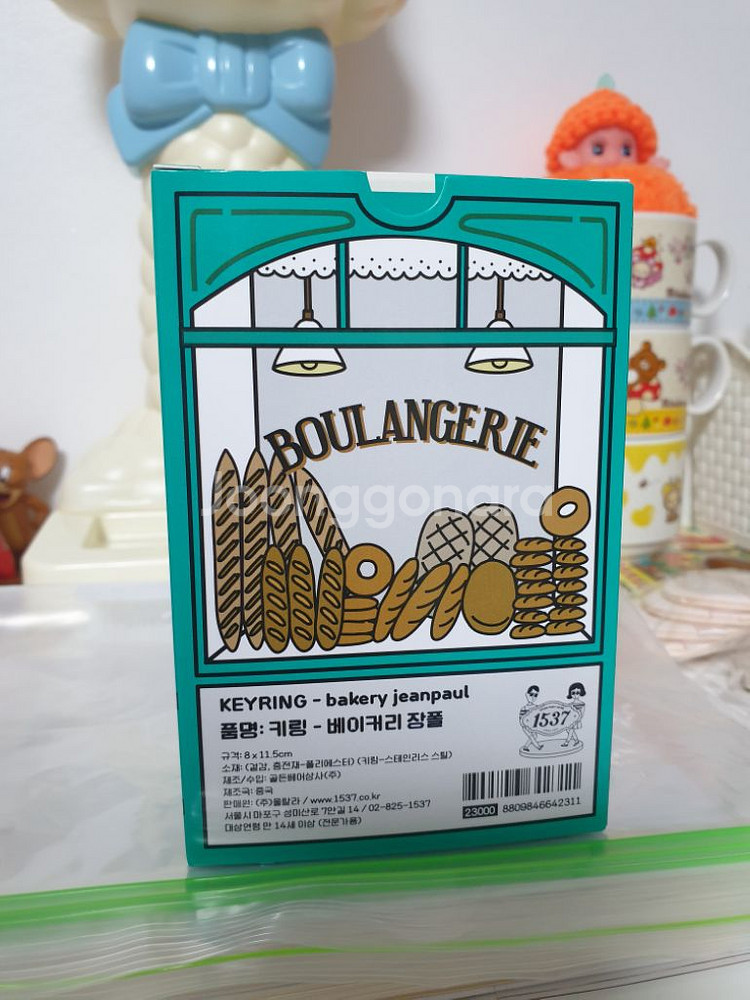 BOULANGERIE
Joonggonara
KEYRING - bakery jeanpaul
품명: 키링 - 베이커리 장폴
1537
규격: 8 x 11.5cm
소재: (겉감, 충전재-폴리에스터) (키링-스테인리스 스틸)
제조/수입: 골든베어상사(주)
제조국: 중국
판매원: (주)몰랄라 / www.1537.co.kr
서울시 마포구 성미산로 7안길 14 / 02-825-1537
대상연령 만 14세 이상 (전문가용)
23000 8809846642311